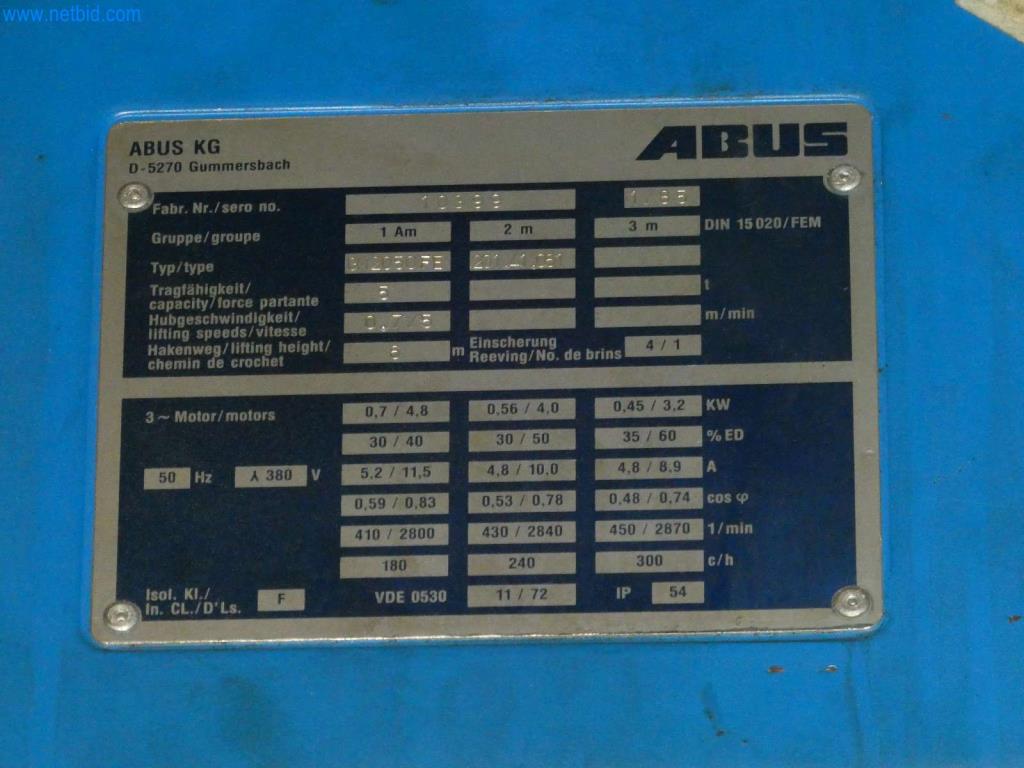 www.netbid.com
ABUS KG
D-5270 Gummersbach
ABUS
Fabr. Nr./sero no.
Gruppe/groupe 1 Am 2 m 3 m DIN 15020/FEM
Typ/type
Tragfähigkeit/
capacity/force partante 5 t
Hubgeschwindigkeit/
lifting speeds/vitesse 0,7/5 m/min
Hakenweg/lifting height/
chemin de crochet 6 m Einscherung
Reeving/No. de brins 4 / 1
3 ~ Motor/motors 0,7 / 4,8 0,56 / 4,0 0,45 / 3,2 KW
30 / 40 30 / 50 35 / 60 % ED
50 Hz ⅄ 380 V 5.2 / 11,5 4,8 / 10,0 4,8 / 8.9 A
0,59 / 0,83 0,53 / 0,78 0,48 / 0,74 cos φ
410 / 2800 430 / 2840 450 / 2870 1/min
180 240 300 c/h
Isol. Kl./
In. CL./D'Ls. F VDE 0530 11 / 72 IP 54